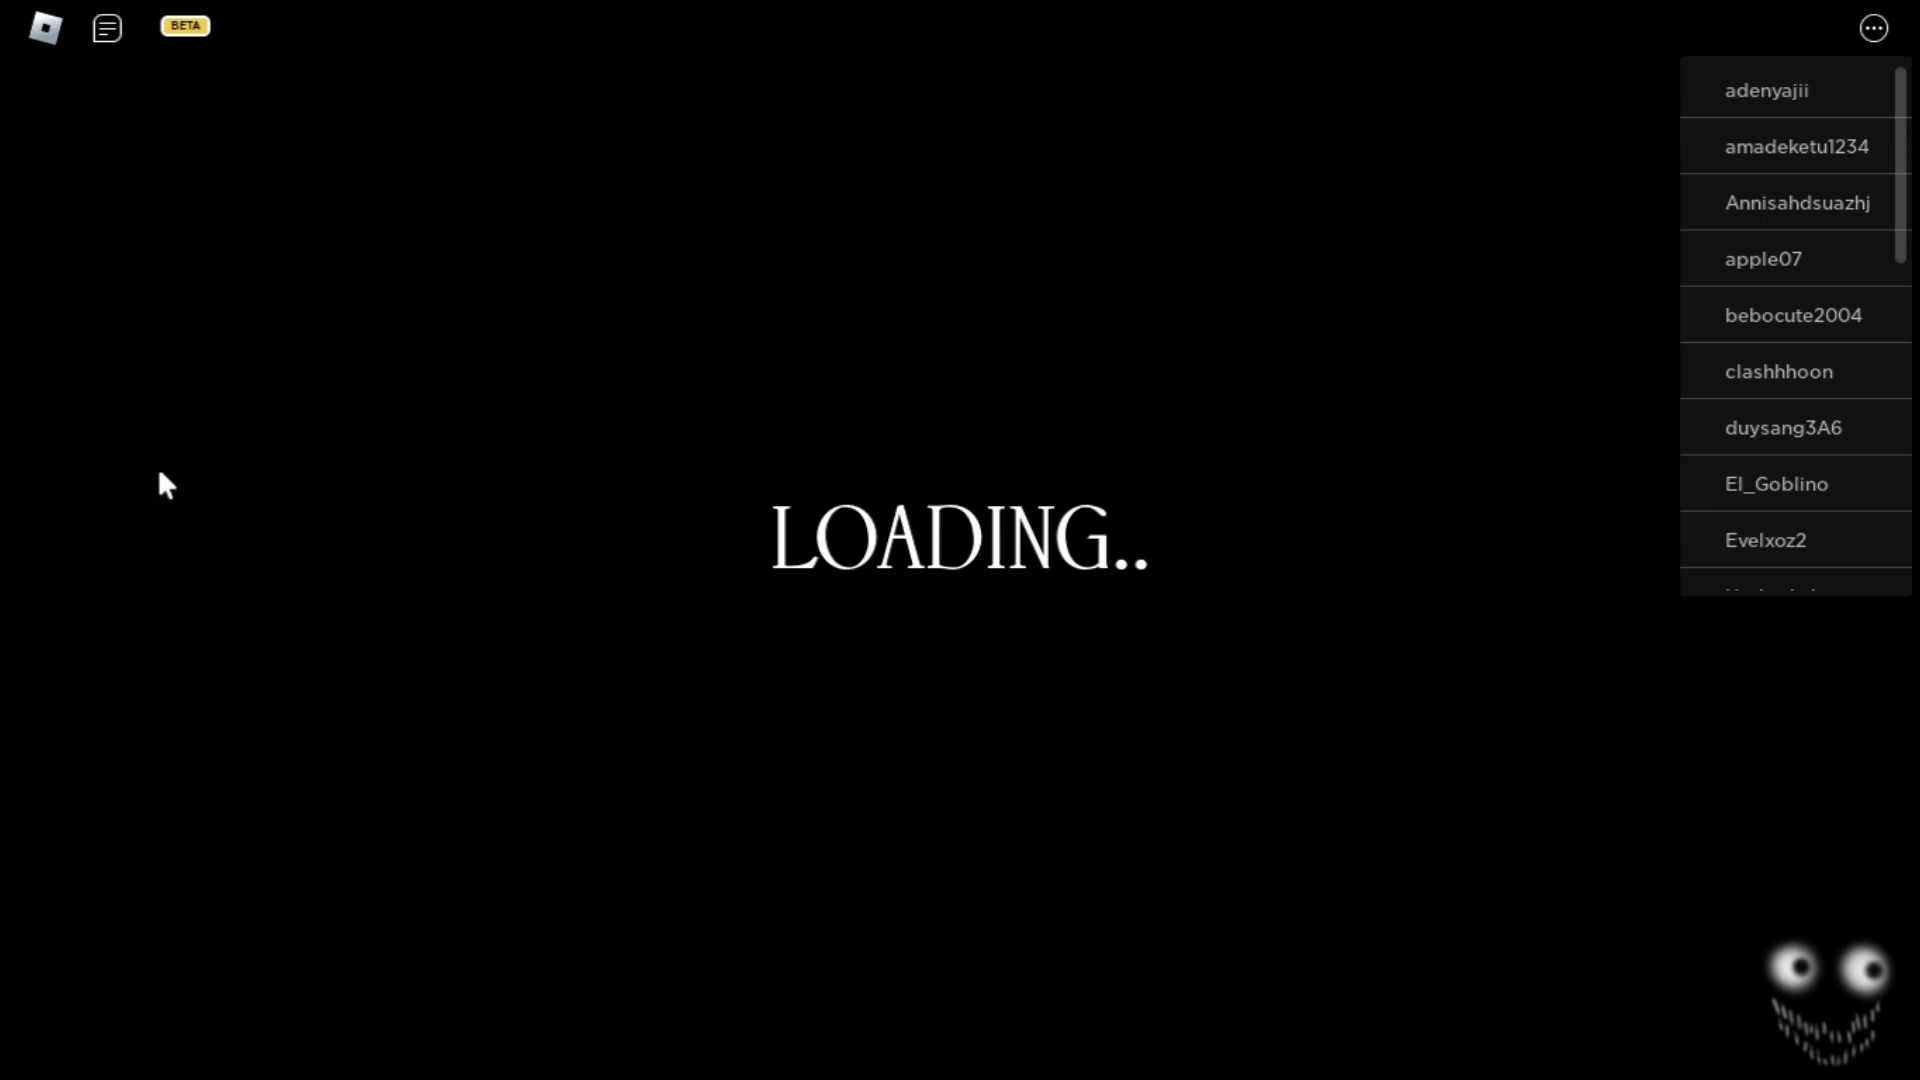 BETA
adenyajii
amadeketu1234
Annisahdsuazhj
apple07
bebocute2004
clashhhoon
duysang3A6
El_Goblino
Evelxoz2
LOADING..